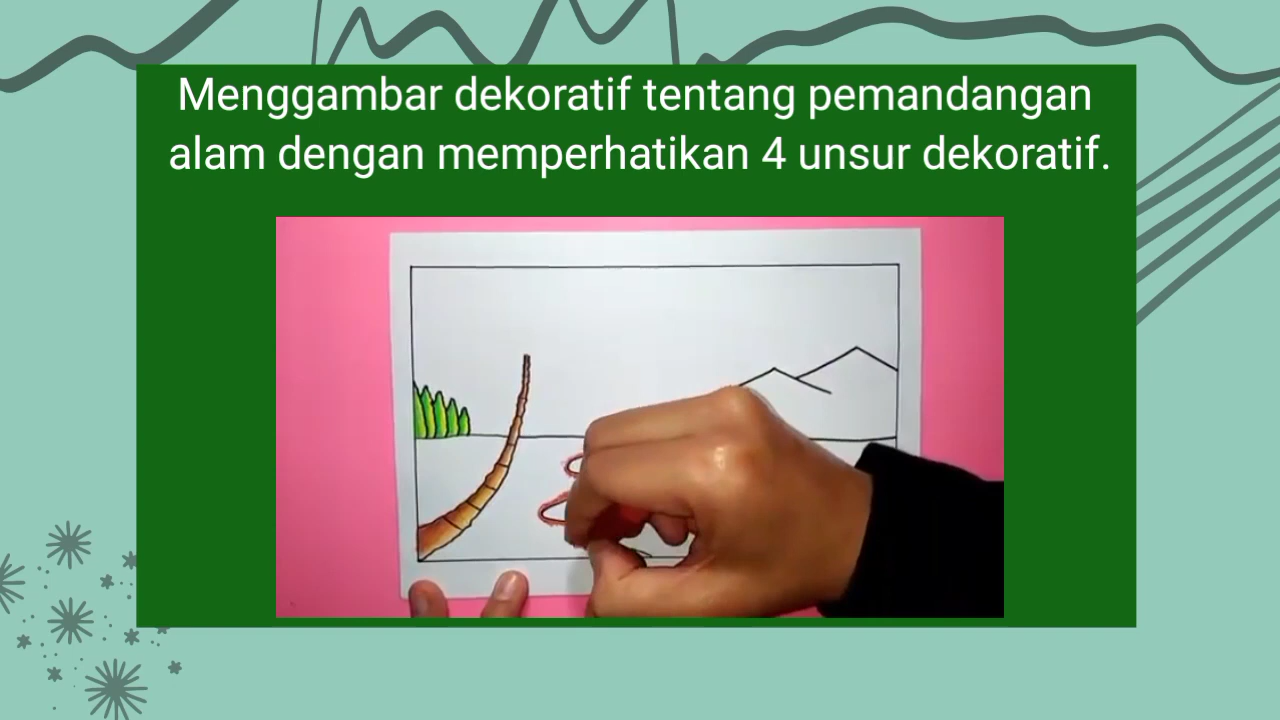 Menggambar dekoratif tentang pemandangan
alam dengan memperhatikan 4 unsur dekoratif.